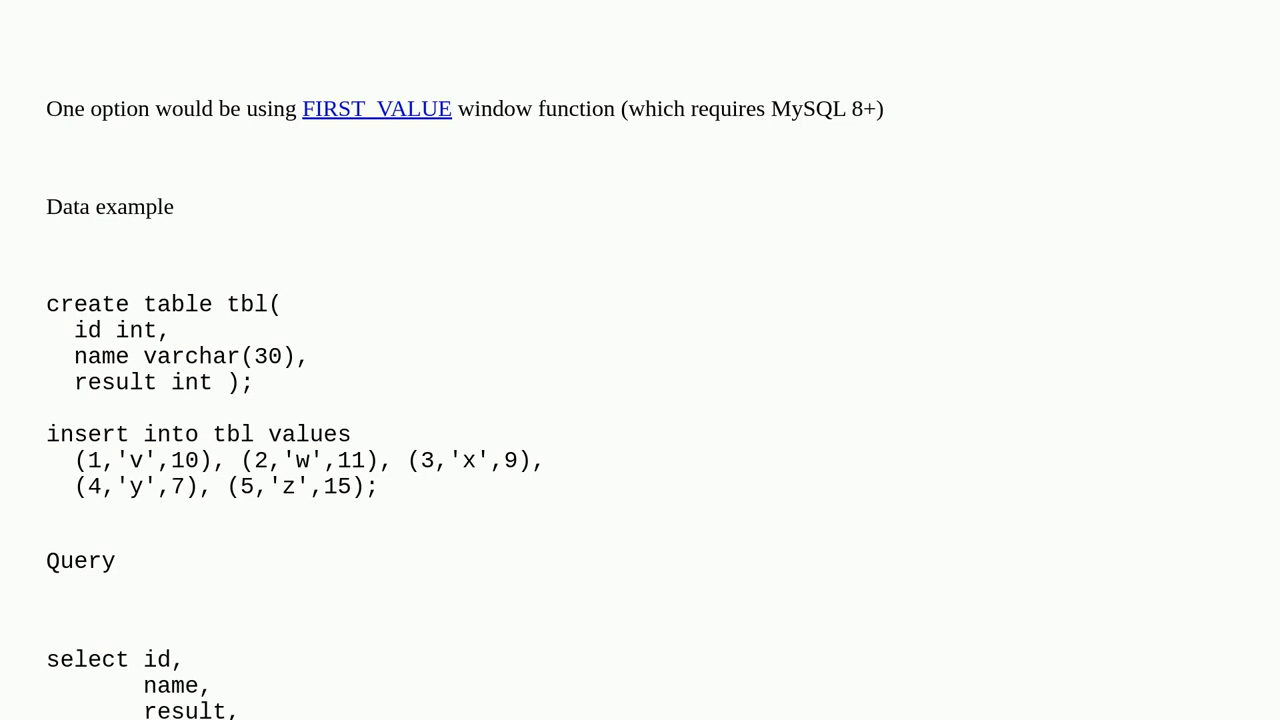 One option would be using FIRST_VALUE window function (which requires MySQL 8+)
Data example
create table tbl(
  id int,
  name varchar(30),
  result int );
insert into tbl values
  (1,'v',10), (2,'w',11), (3,'x',9),
  (4,'y',7), (5,'z',15);
Query
select id,
       name,
       result,